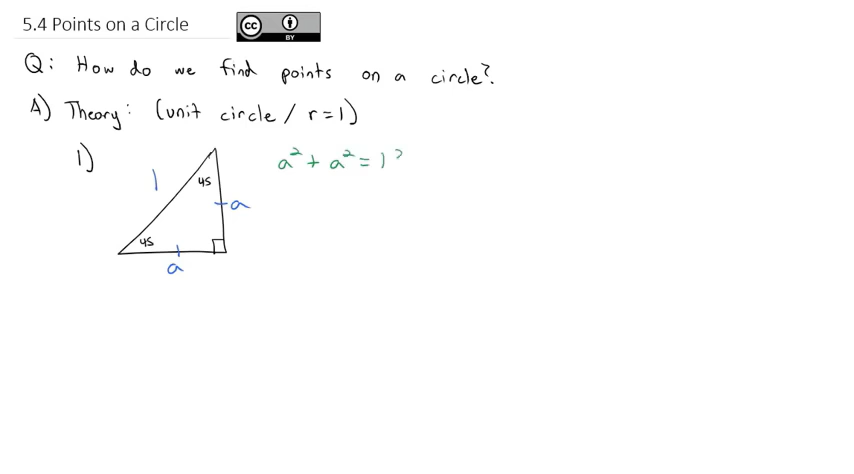 5.4 Points on a Circle
cc BY
Q: How do we find points on a circle?
A) Theory: (unit circle / r=1)
1)
1
45
a
45
a
a² + a² = 1²